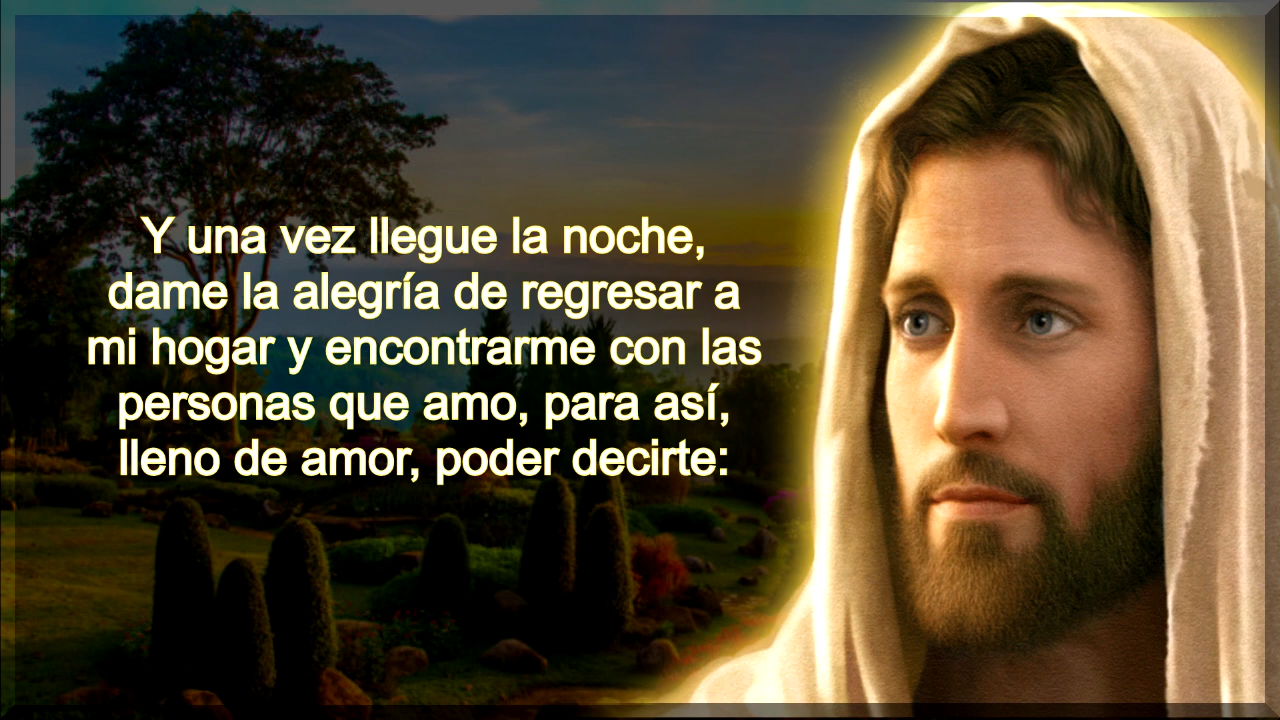 Y una vez llegue la noche,
dame la alegría de regresar a
mi hogar y encontrarme con las
personas que amo, para así,
lleno de amor, poder decirte: